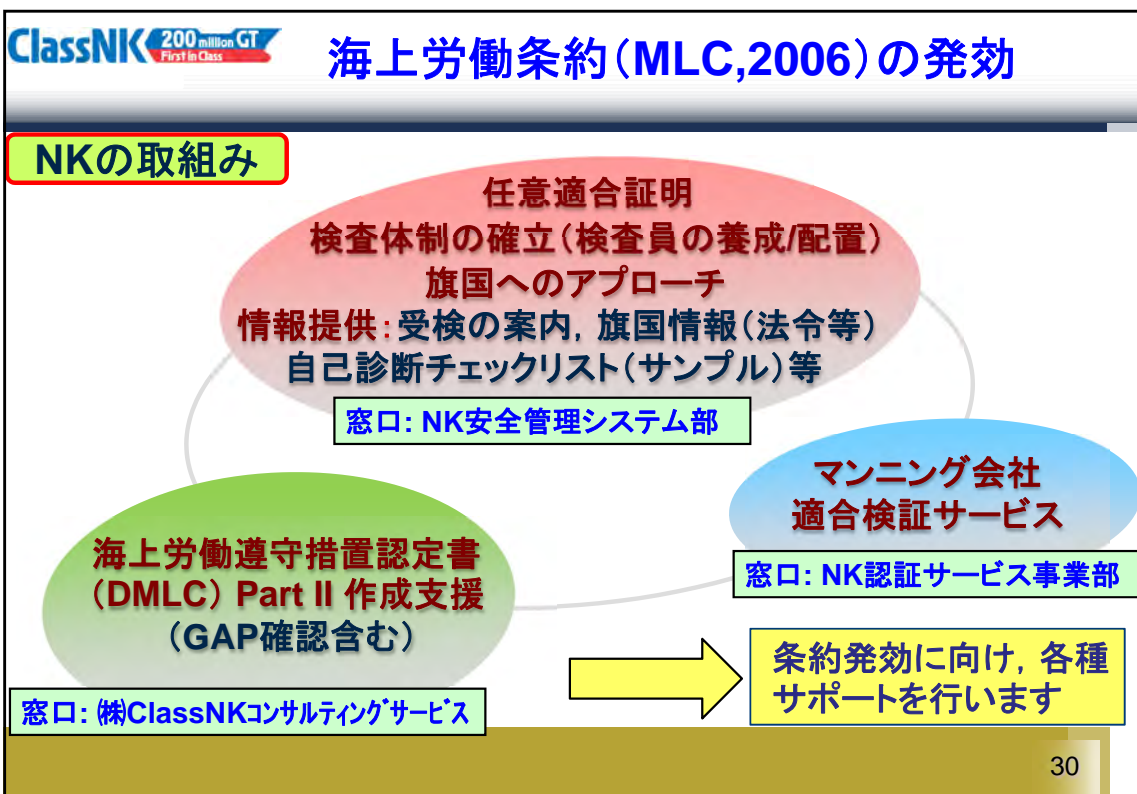 ClassNK 200 million GT
First in Class
海上労働条約(MLC,2006)の発効
NKの取組み
任意適合証明
検査体制の確立(検査員の養成/配置)
旗国へのアプローチ
情報提供:受検の案内, 旗国情報(法令等)
自己診断チェックリスト(サンプル)等
窓口: NK安全管理システム部
マンニング会社
適合検証サービス
窓口: NK認証サービス事業部
海上労働遵守措置認定書
(DMLC) Part II 作成支援
(GAP確認含む)
窓口: ㈱ClassNKコンサルティングサービス
条約発効に向け, 各種
サポートを行います
30